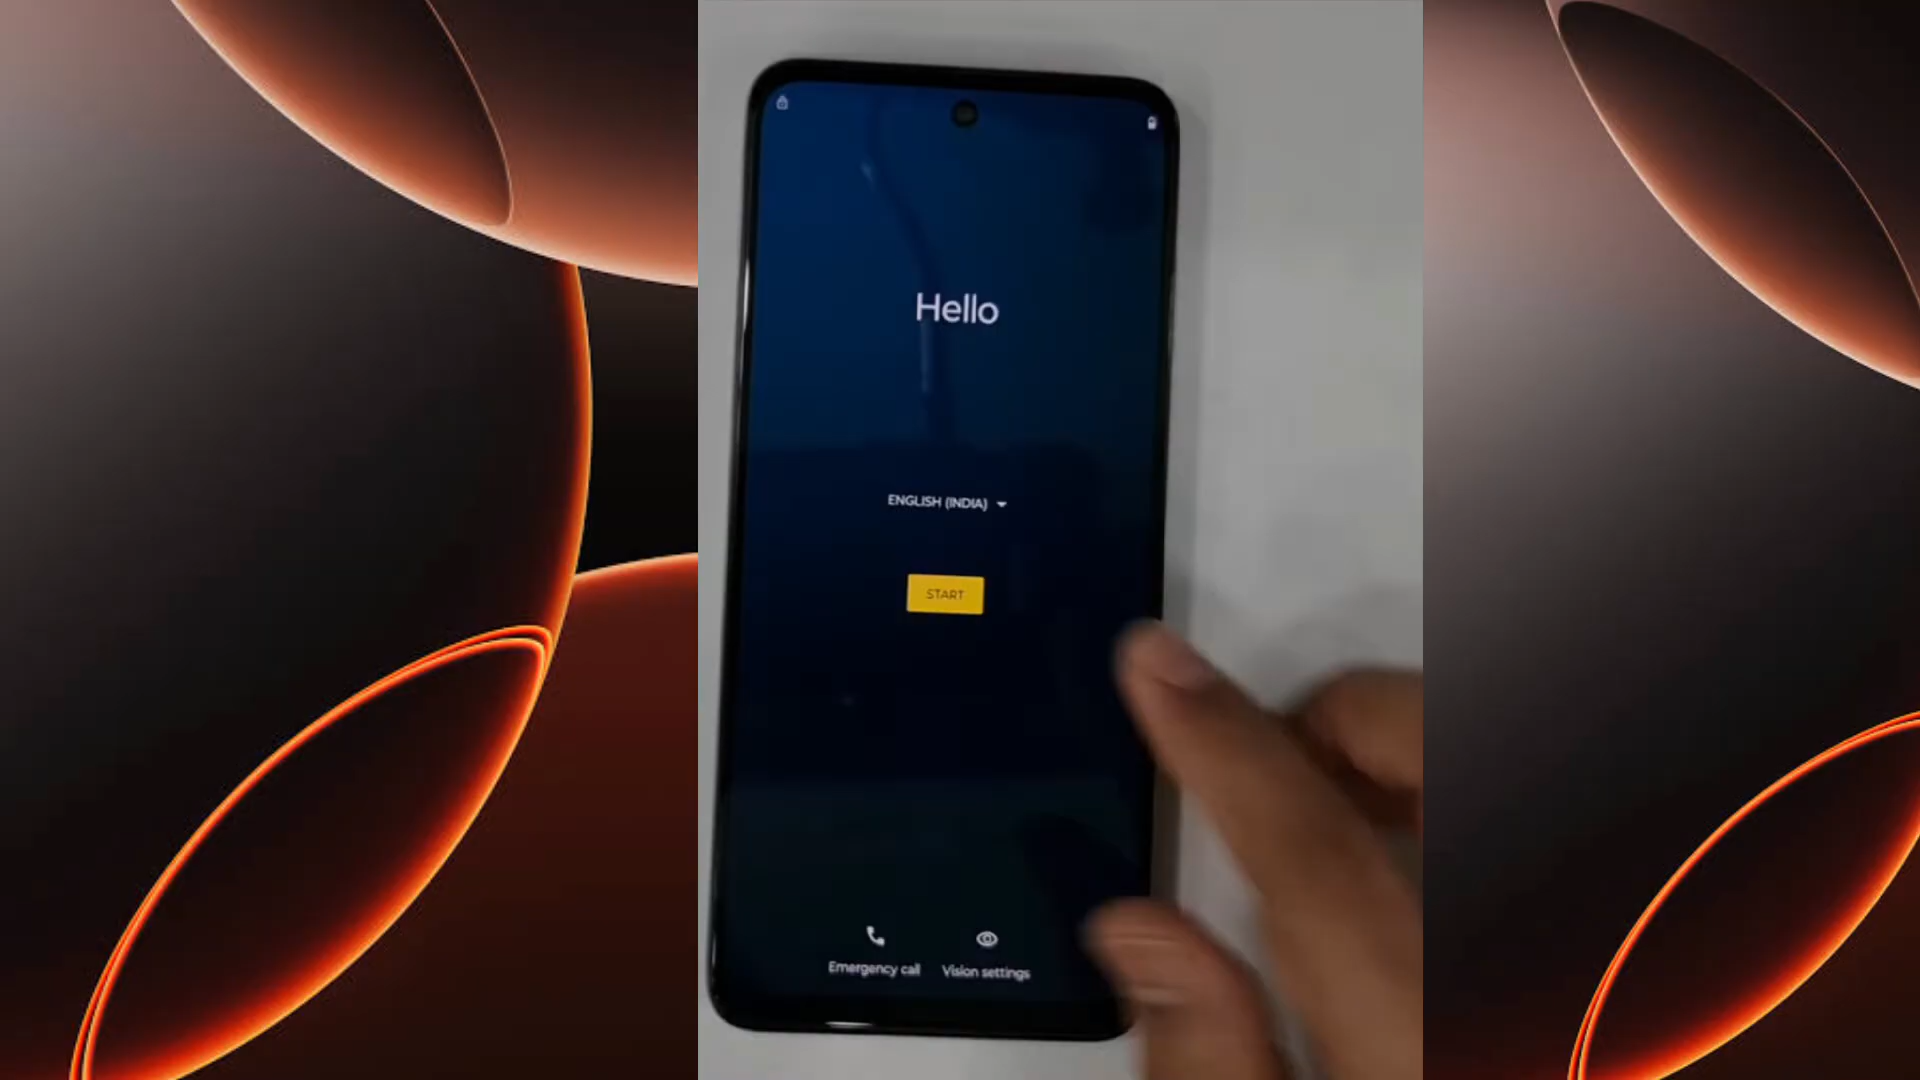 Hello
ENGLISH (INDIA)
START
Emergency call
Vision settings